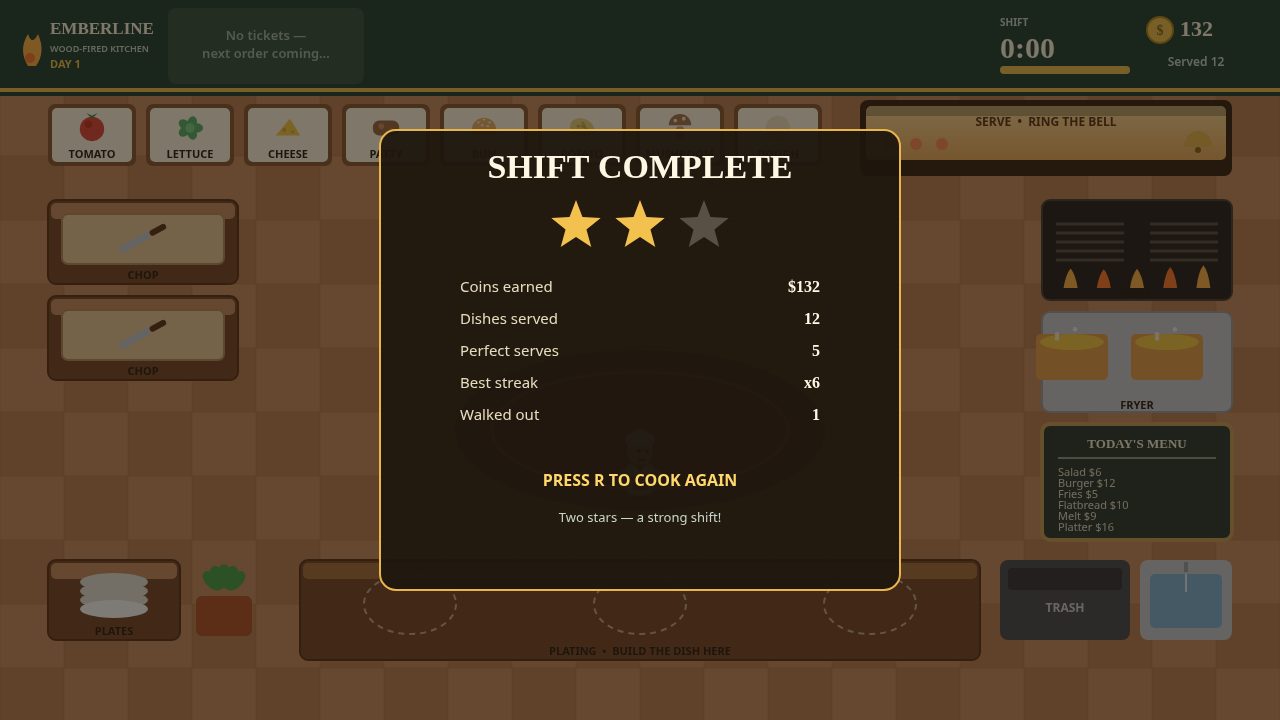 EMBERLINE
WOOD-FIRED KITCHEN
DAY 1
No tickets —
next order coming...
SHIFT
0:00
$ 132
Served 12
TOMATO
LETTUCE
CHEESE
PATTY
SERVE • RING THE BELL
SHIFT COMPLETE
CHOP
CHOP
Coins earned $132
Dishes served 12
Perfect serves 5
Best streak x6
Walked out 1
PRESS R TO COOK AGAIN
Two stars — a strong shift!
FRYER
TODAY'S MENU
Salad $6
Burger $12
Fries $5
Flatbread $10
Melt $9
Platter $16
PLATES
PLATING • BUILD THE DISH HERE
TRASH